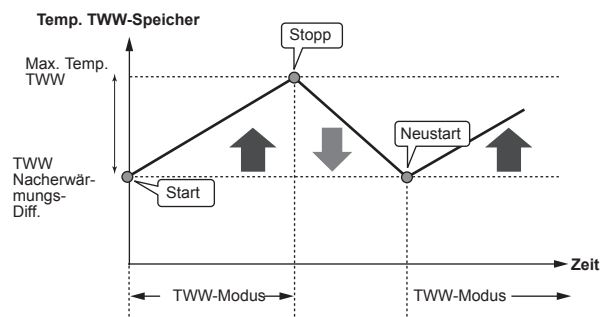 Temp. TWW-Speicher
Stopp
Max. Temp.
TWW
Neustart
TWW
Nacherwär-
mungs-
Diff.
Start
Zeit
TWW-Modus
TWW-Modus